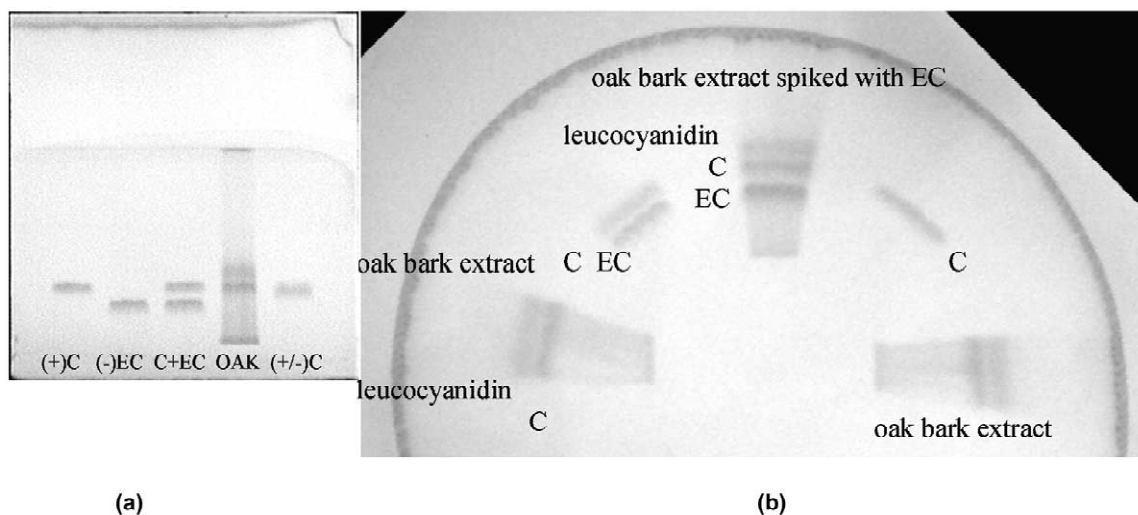 (+)C (-)EC C+EC OAK (+/-)C
oak bark extract spiked with EC
leucocyanidin
C
EC
oak bark extract C EC
C
leucocyanidin
C
oak bark extract
(a) (b)